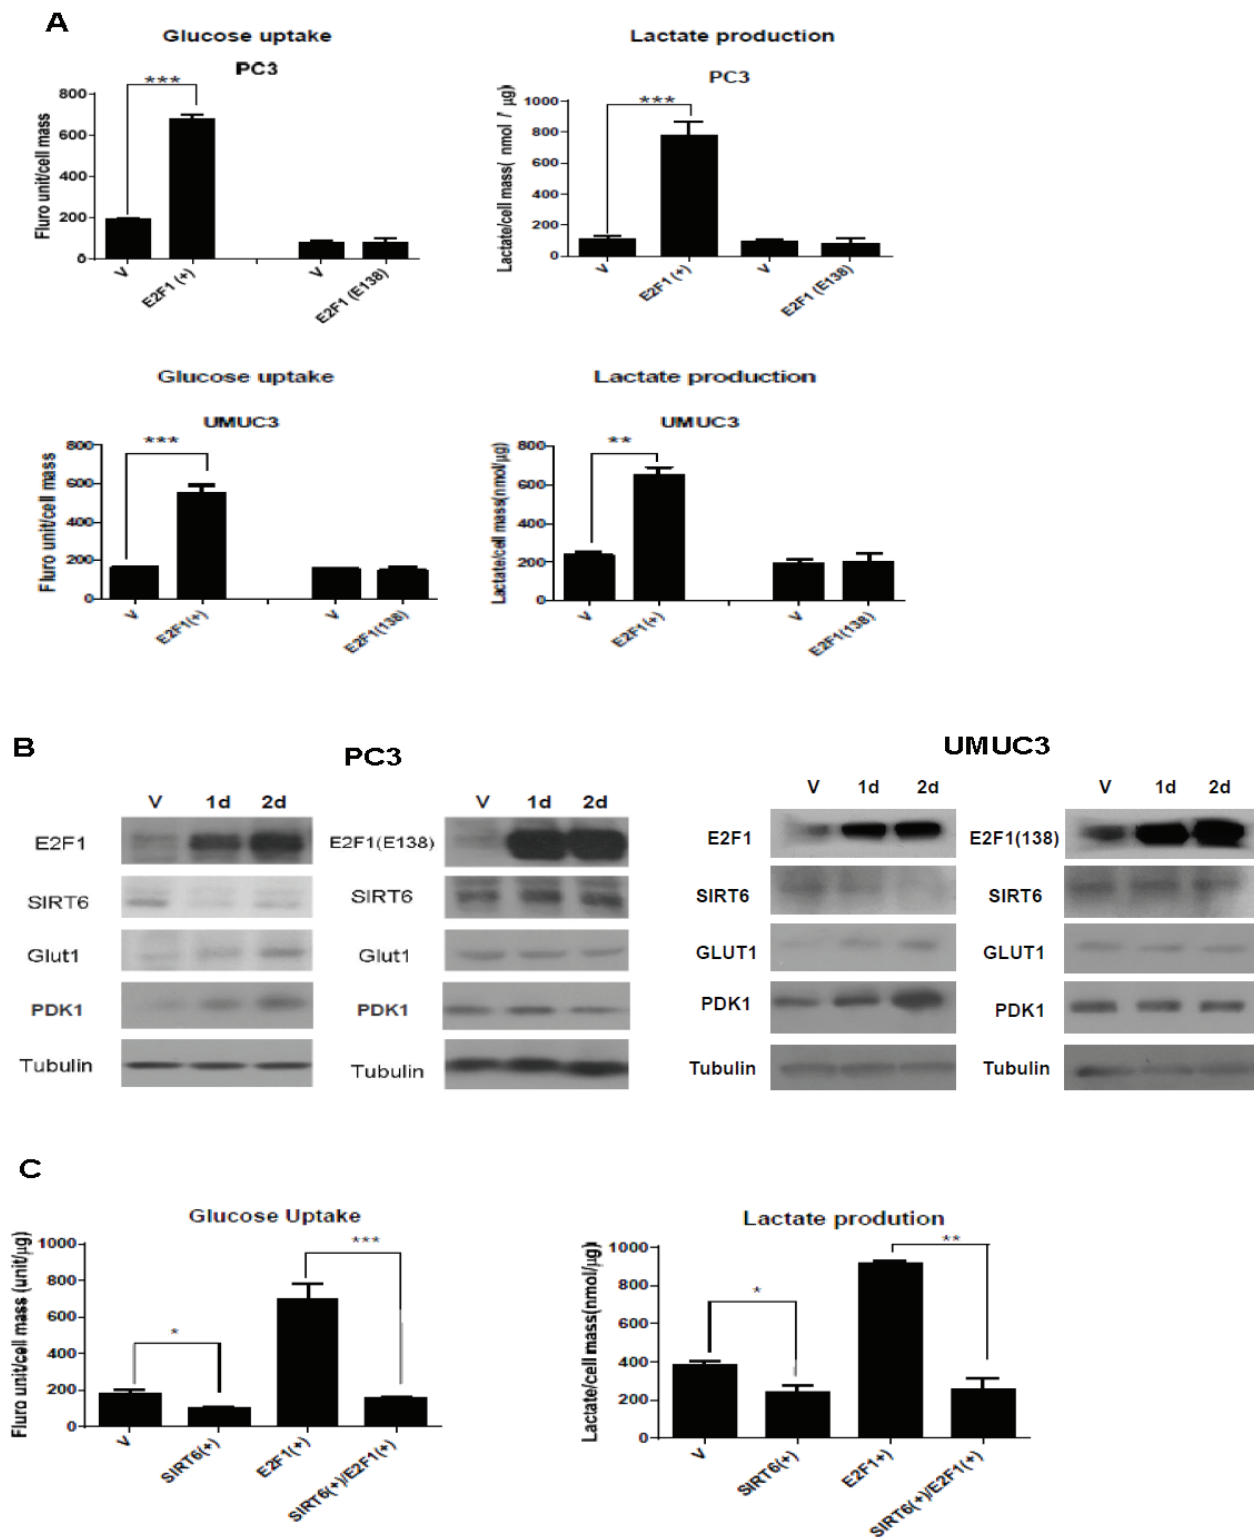 A
Glucose uptake
PC3
***
Fluro unit/cell mass
800
600
400
200
0
V
E2F1 (+)
V
E2F1 (E138)
Lactate production
PC3
***
Lactate/cell mass( nmol / μg)
1000
800
600
400
200
0
V
E2F1 (+)
V
E2F1 (E138)
Glucose uptake
UMUC3
***
Fluro unit/cell mass
800
600
400
200
0
V
E2F1(+)
V
E2F1(138)
Lactate production
UMUC3
**
Lactate/cell mass(nmol/μg)
800
600
400
200
0
V
E2F1(+)
V
E2F1(138)
B
PC3
V 1d 2d
E2F1
SIRT6
Glut1
PDK1
Tubulin
V 1d 2d
E2F1(E138)
SIRT6
Glut1
PDK1
Tubulin
UMUC3
V 1d 2d
E2F1
SIRT6
GLUT1
PDK1
Tubulin
V 1d 2d
E2F1(138)
SIRT6
GLUT1
PDK1
Tubulin
C
Glucose Uptake
Fluro unit/cell mass (unit/μg)
1000
800
600
400
200
0
*
***
V
SIRT6(+)
E2F1(+)
SIRT6(+)/E2F1(+)
Lactate prodution
Lactate/cell mass(nmol/μg)
1000
800
600
400
200
0
*
**
V
SIRT6(+)
E2F1+)
SIRT6(+)/E2F1(+)